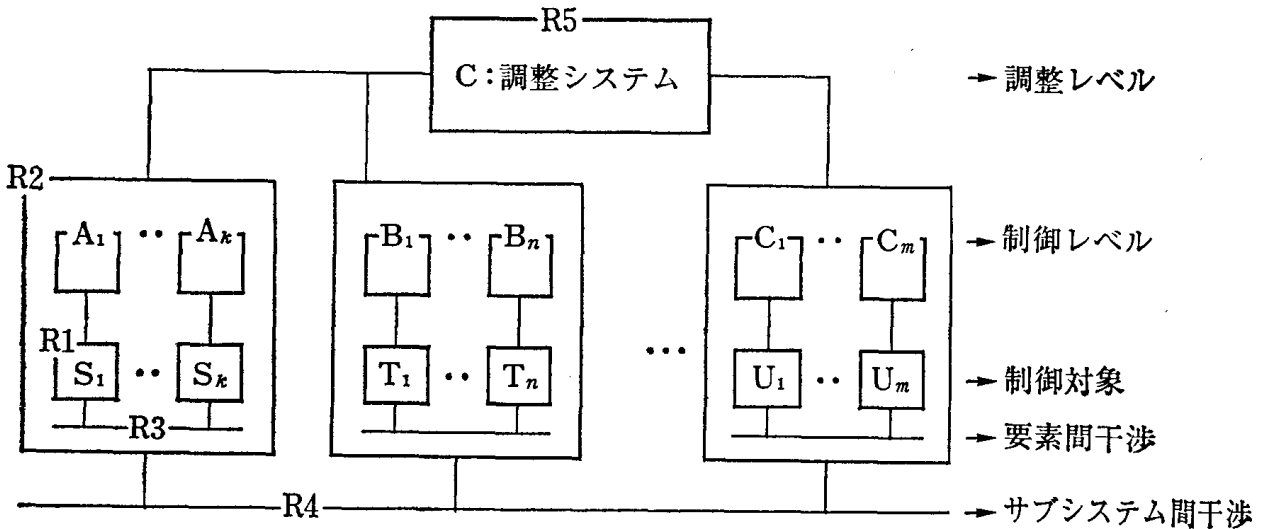 R5
C:調整システム
→調整レベル
R2
A₁ ・・ Aₖ
B₁ ・・ Bₙ
C₁ ・・ Cₘ
→制御レベル
R1
S₁ ・・ Sₖ
T₁ ・・ Tₙ
・・・
U₁ ・・ Uₘ
→制御対象
R3
→要素間干渉
R4
→サブシステム間干渉